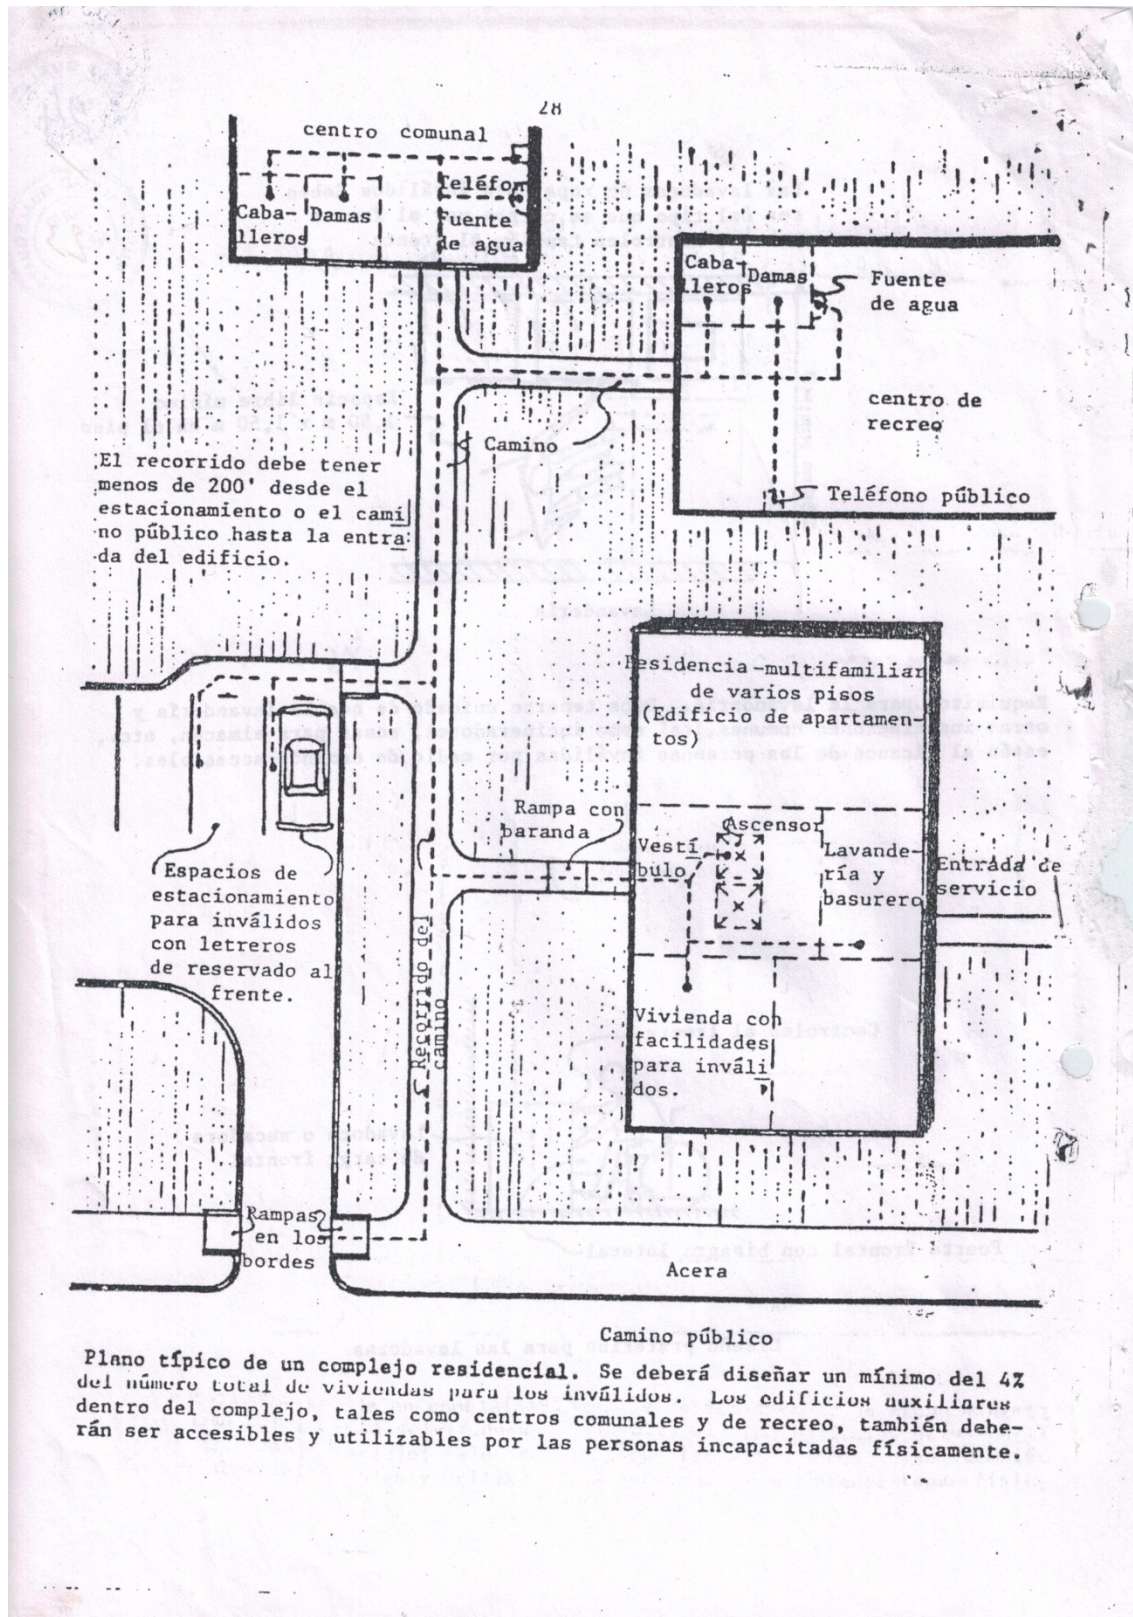 28
centro comunal
Teléfono
Caba-
lleros
Damas
Fuente
de agua
Caba-
lleros
Damas
Fuente
de agua
centro de
recreo
Camino
Teléfono público
El recorrido debe tener
menos de 200' desde el
estacionamiento o el cami
no público hasta la entra
da del edificio.
Residencia-multifamiliar
de varios pisos
(Edificio de apartamen-
tos)
Rampa con
baranda
Ascensor
Vestí
bulo
Lavande-
ría y
basurero
Entrada de
servicio
Espacios de
estacionamiento
para inválidos
con letreros
de reservado al
frente.
Recorrido del
camino
Vivienda con
facilidades
para inváli
dos.
Rampas
en los
bordes
Acera
Camino público
Plano típico de un complejo residencial. Se deberá diseñar un mínimo del 4%
del número total de viviendas para los inválidos. Los edificios auxiliares
dentro del complejo, tales como centros comunales y de recreo, también debe-
rán ser accesibles y utilizables por las personas incapacitadas físicamente.